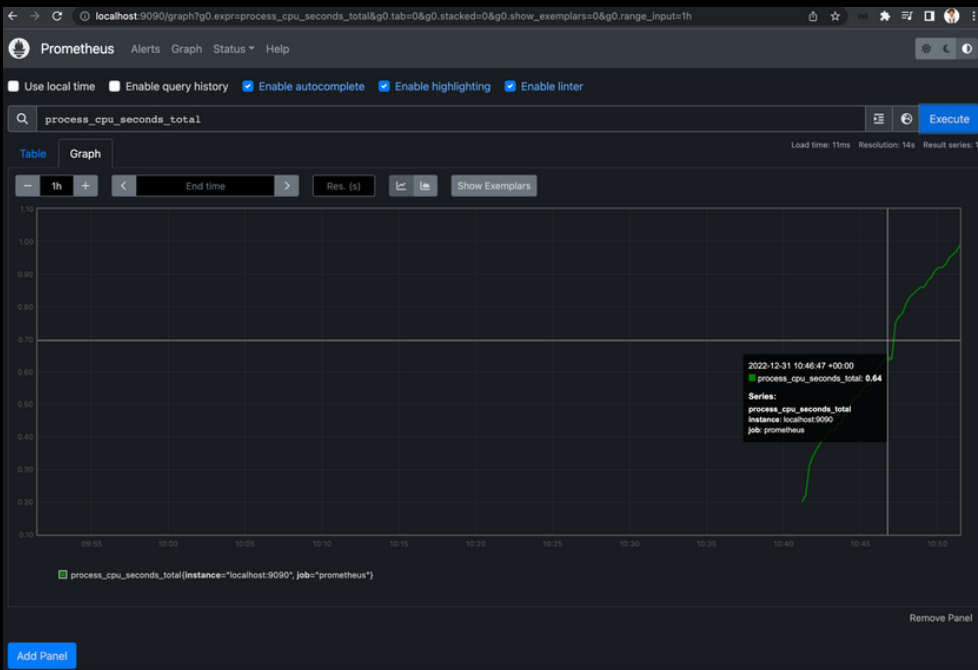 localhost:9090/graph?g0.expr=process_cpu_seconds_total&g0.tab=0&g0.stacked=0&g0.show_exemplars=0&g0.range_input=1h
Prometheus Alerts Graph Status Help
Use local time Enable query history Enable autocomplete Enable highlighting Enable linter
process_cpu_seconds_total Execute
Load time: 11ms Resolution: 14s Result series: 1
Table Graph
− 1h + < End time > Res. (s) Show Exemplars
1.10
1.00
0.90
0.80
0.70
0.60
0.50
0.40
0.30
0.20
0.10
2022-12-31 10:46:47 +00:00
process_cpu_seconds_total: 0.64
Series:
process_cpu_seconds_total
instance: localhost:9090
job: prometheus
09:55 10:00 10:05 10:10 10:15 10:20 10:25 10:30 10:35 10:40 10:45 10:50
process_cpu_seconds_total{instance="localhost:9090", job="prometheus"}
Remove Panel
Add Panel